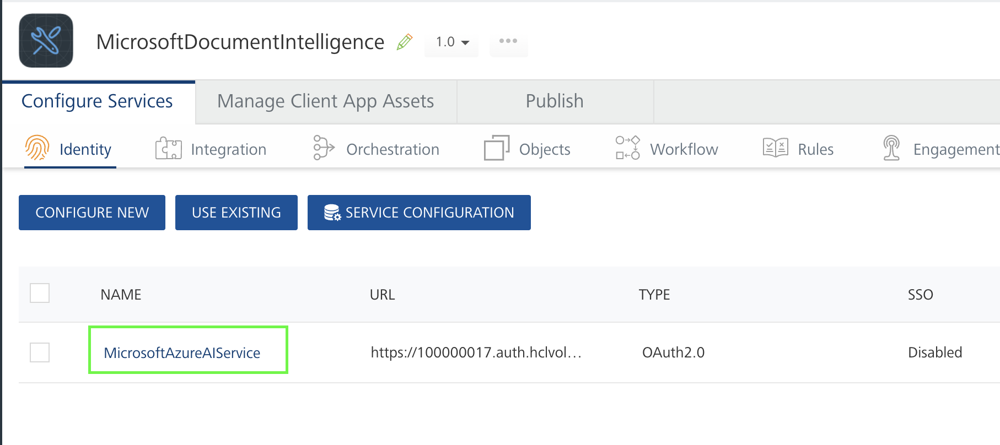 MicrosoftDocumentIntelligence 1.0
Configure Services Manage Client App Assets Publish
Identity Integration Orchestration Objects Workflow Rules Engagement
CONFIGURE NEW USE EXISTING SERVICE CONFIGURATION
NAME URL TYPE SSO
MicrosoftAzureAIService https://100000017.auth.hclvol... OAuth2.0 Disabled